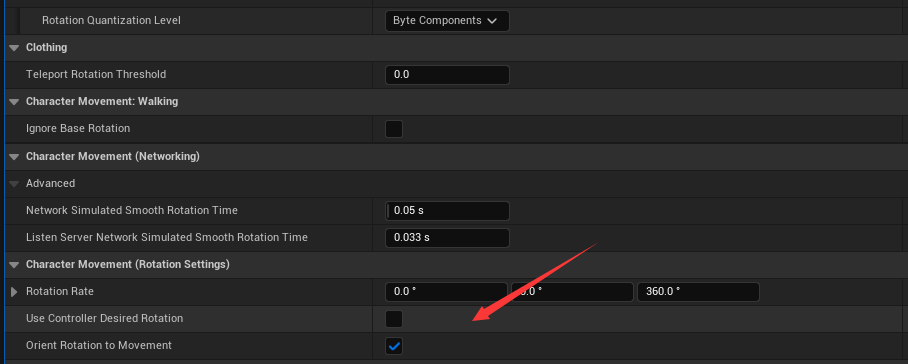 Rotation Quantization Level Byte Components
Clothing
Teleport Rotation Threshold 0.0
Character Movement: Walking
Ignore Base Rotation
Character Movement (Networking)
Advanced
Network Simulated Smooth Rotation Time 0.05 s
Listen Server Network Simulated Smooth Rotation Time 0.033 s
Character Movement (Rotation Settings)
Rotation Rate 0.0 ° .0 ° 360.0 °
Use Controller Desired Rotation
Orient Rotation to Movement